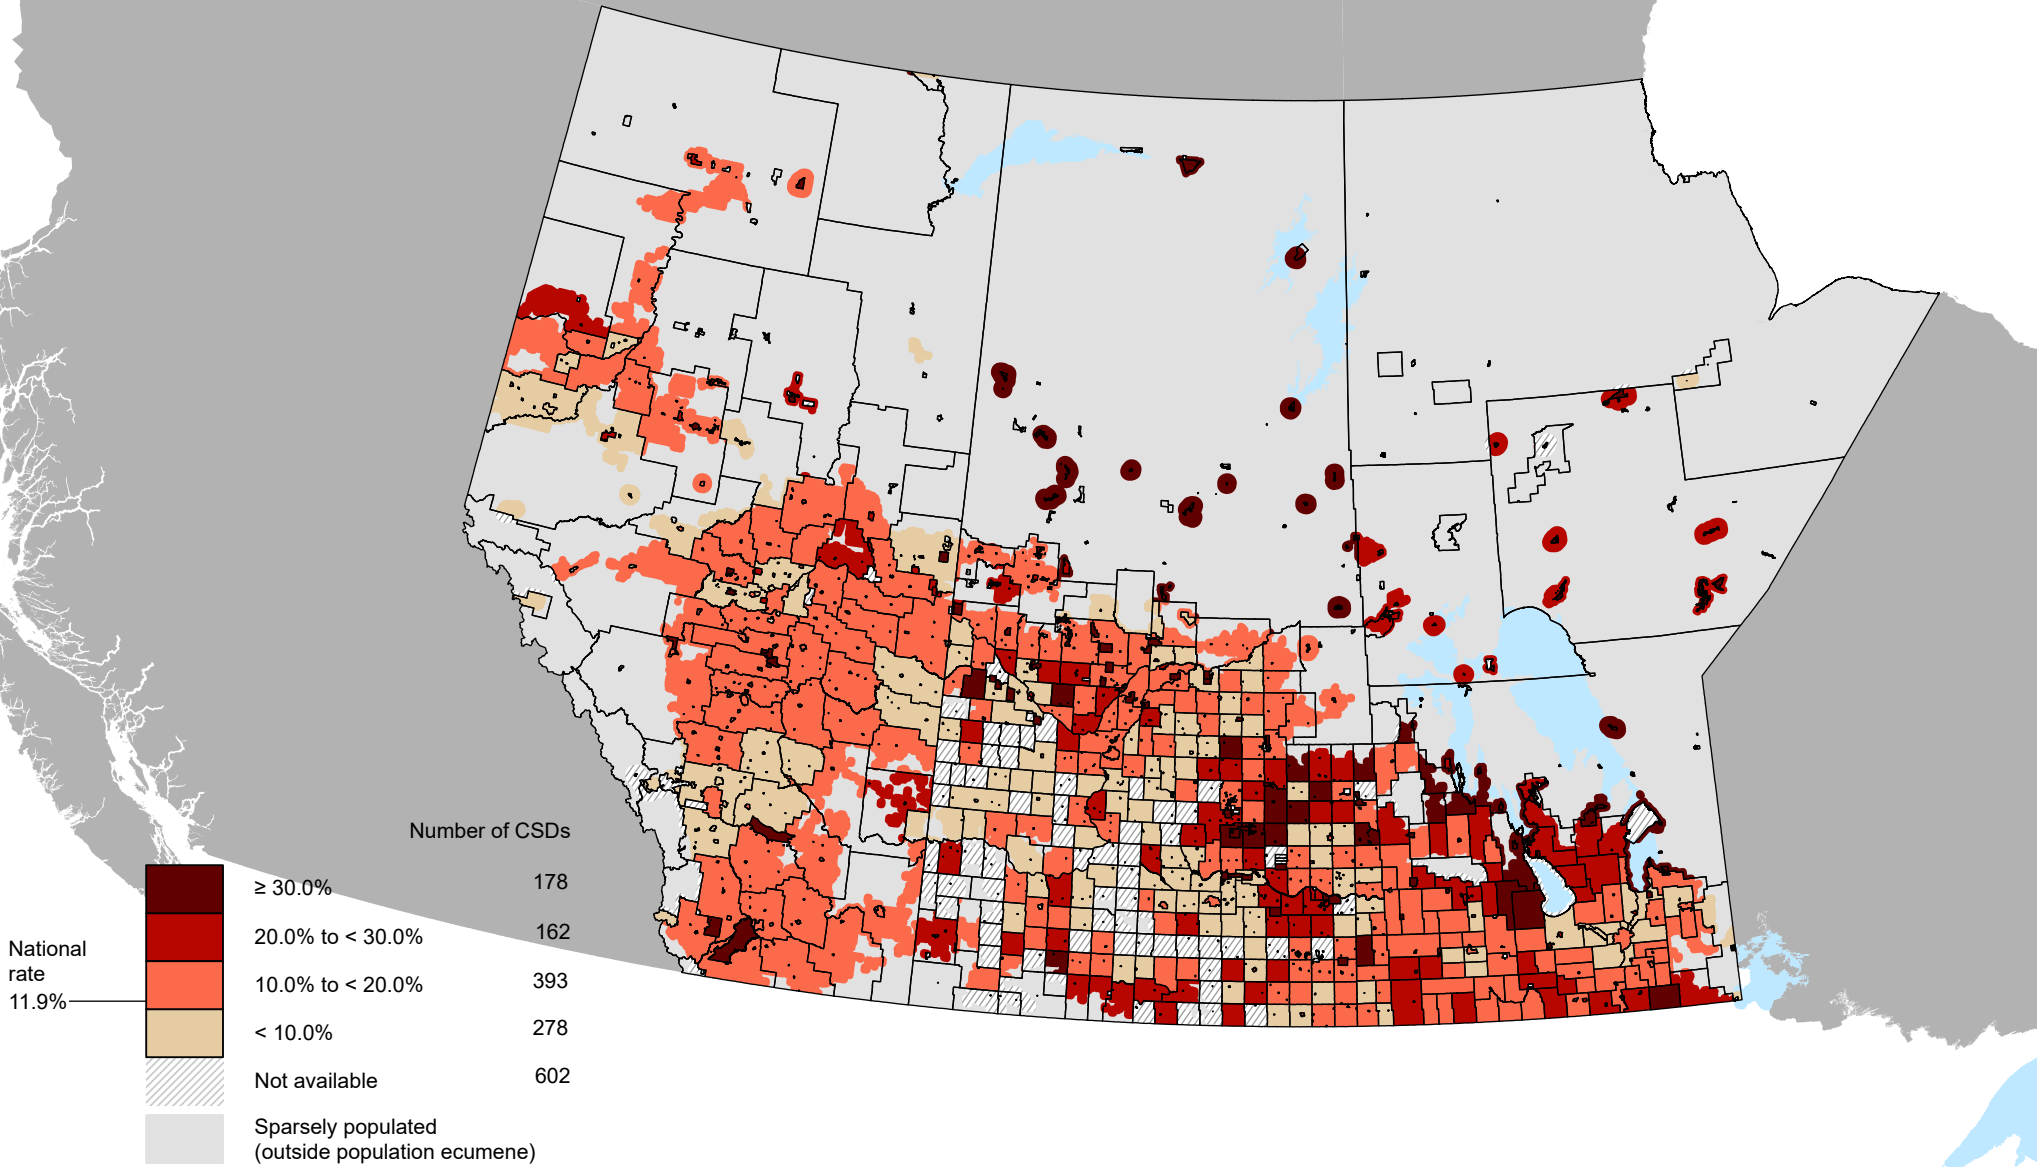 Number of CSDs
≥ 30.0% 178
20.0% to < 30.0% 162
National
rate
11.9%
10.0% to < 20.0% 393
< 10.0% 278
Not available 602
Sparsely populated
(outside population ecumene)